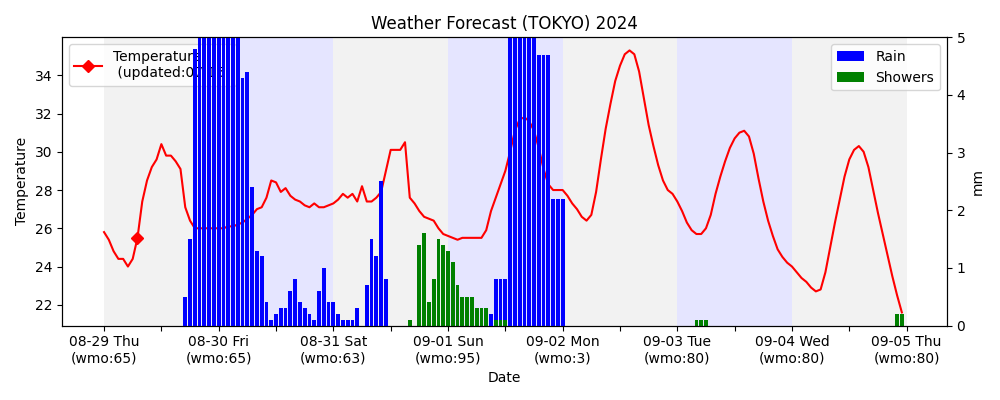 Weather Forecast (TOKYO) 2024
Temperature
(updated:0
Rain
Showers
Temperature
34
32
30
28
26
24
22
5
4
3
2
1
0
mm
08-29 Thu
(wmo:65)
08-30 Fri
(wmo:65)
08-31 Sat
(wmo:63)
09-01 Sun
(wmo:95)
09-02 Mon
(wmo:3)
09-03 Tue
(wmo:80)
09-04 Wed
(wmo:80)
09-05 Thu
(wmo:80)
Date